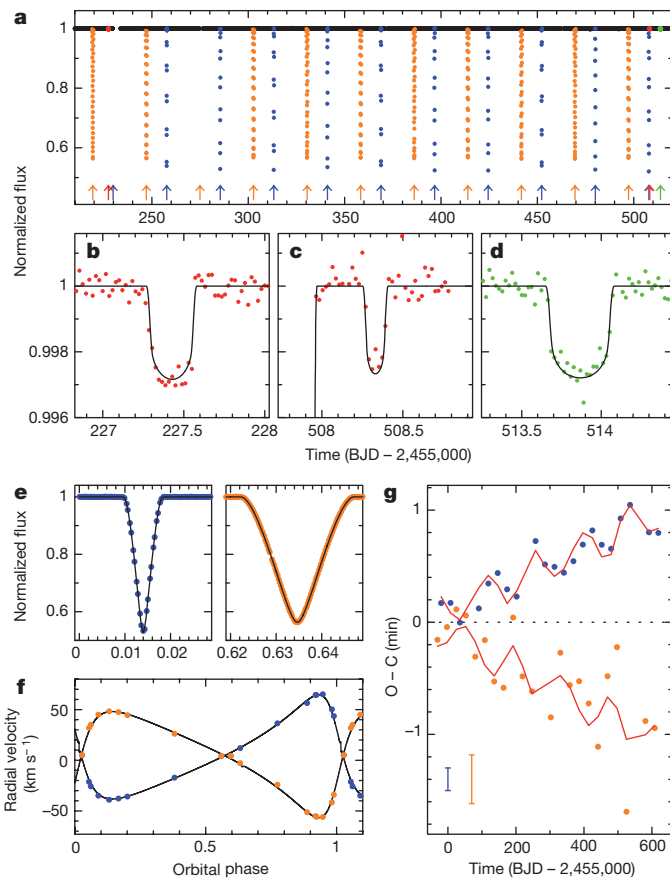 a
Normalized flux
1
0.8
0.6
250 300 350 400 450 500
b c d
Normalized flux
1
0.998
0.996
227 227.5 228
508 508.5
513.5 514
Time (BJD – 2,455,000)
e
Normalized flux
1
0.8
0.6
0.01 0.02
0.62 0.63 0.64
f
Radial velocity
(km s⁻¹)
50
0
–50
0 0.5 1
Orbital phase
g
O – C (min)
1
0
–1
0 200 400 600
Time (BJD – 2,455,000)